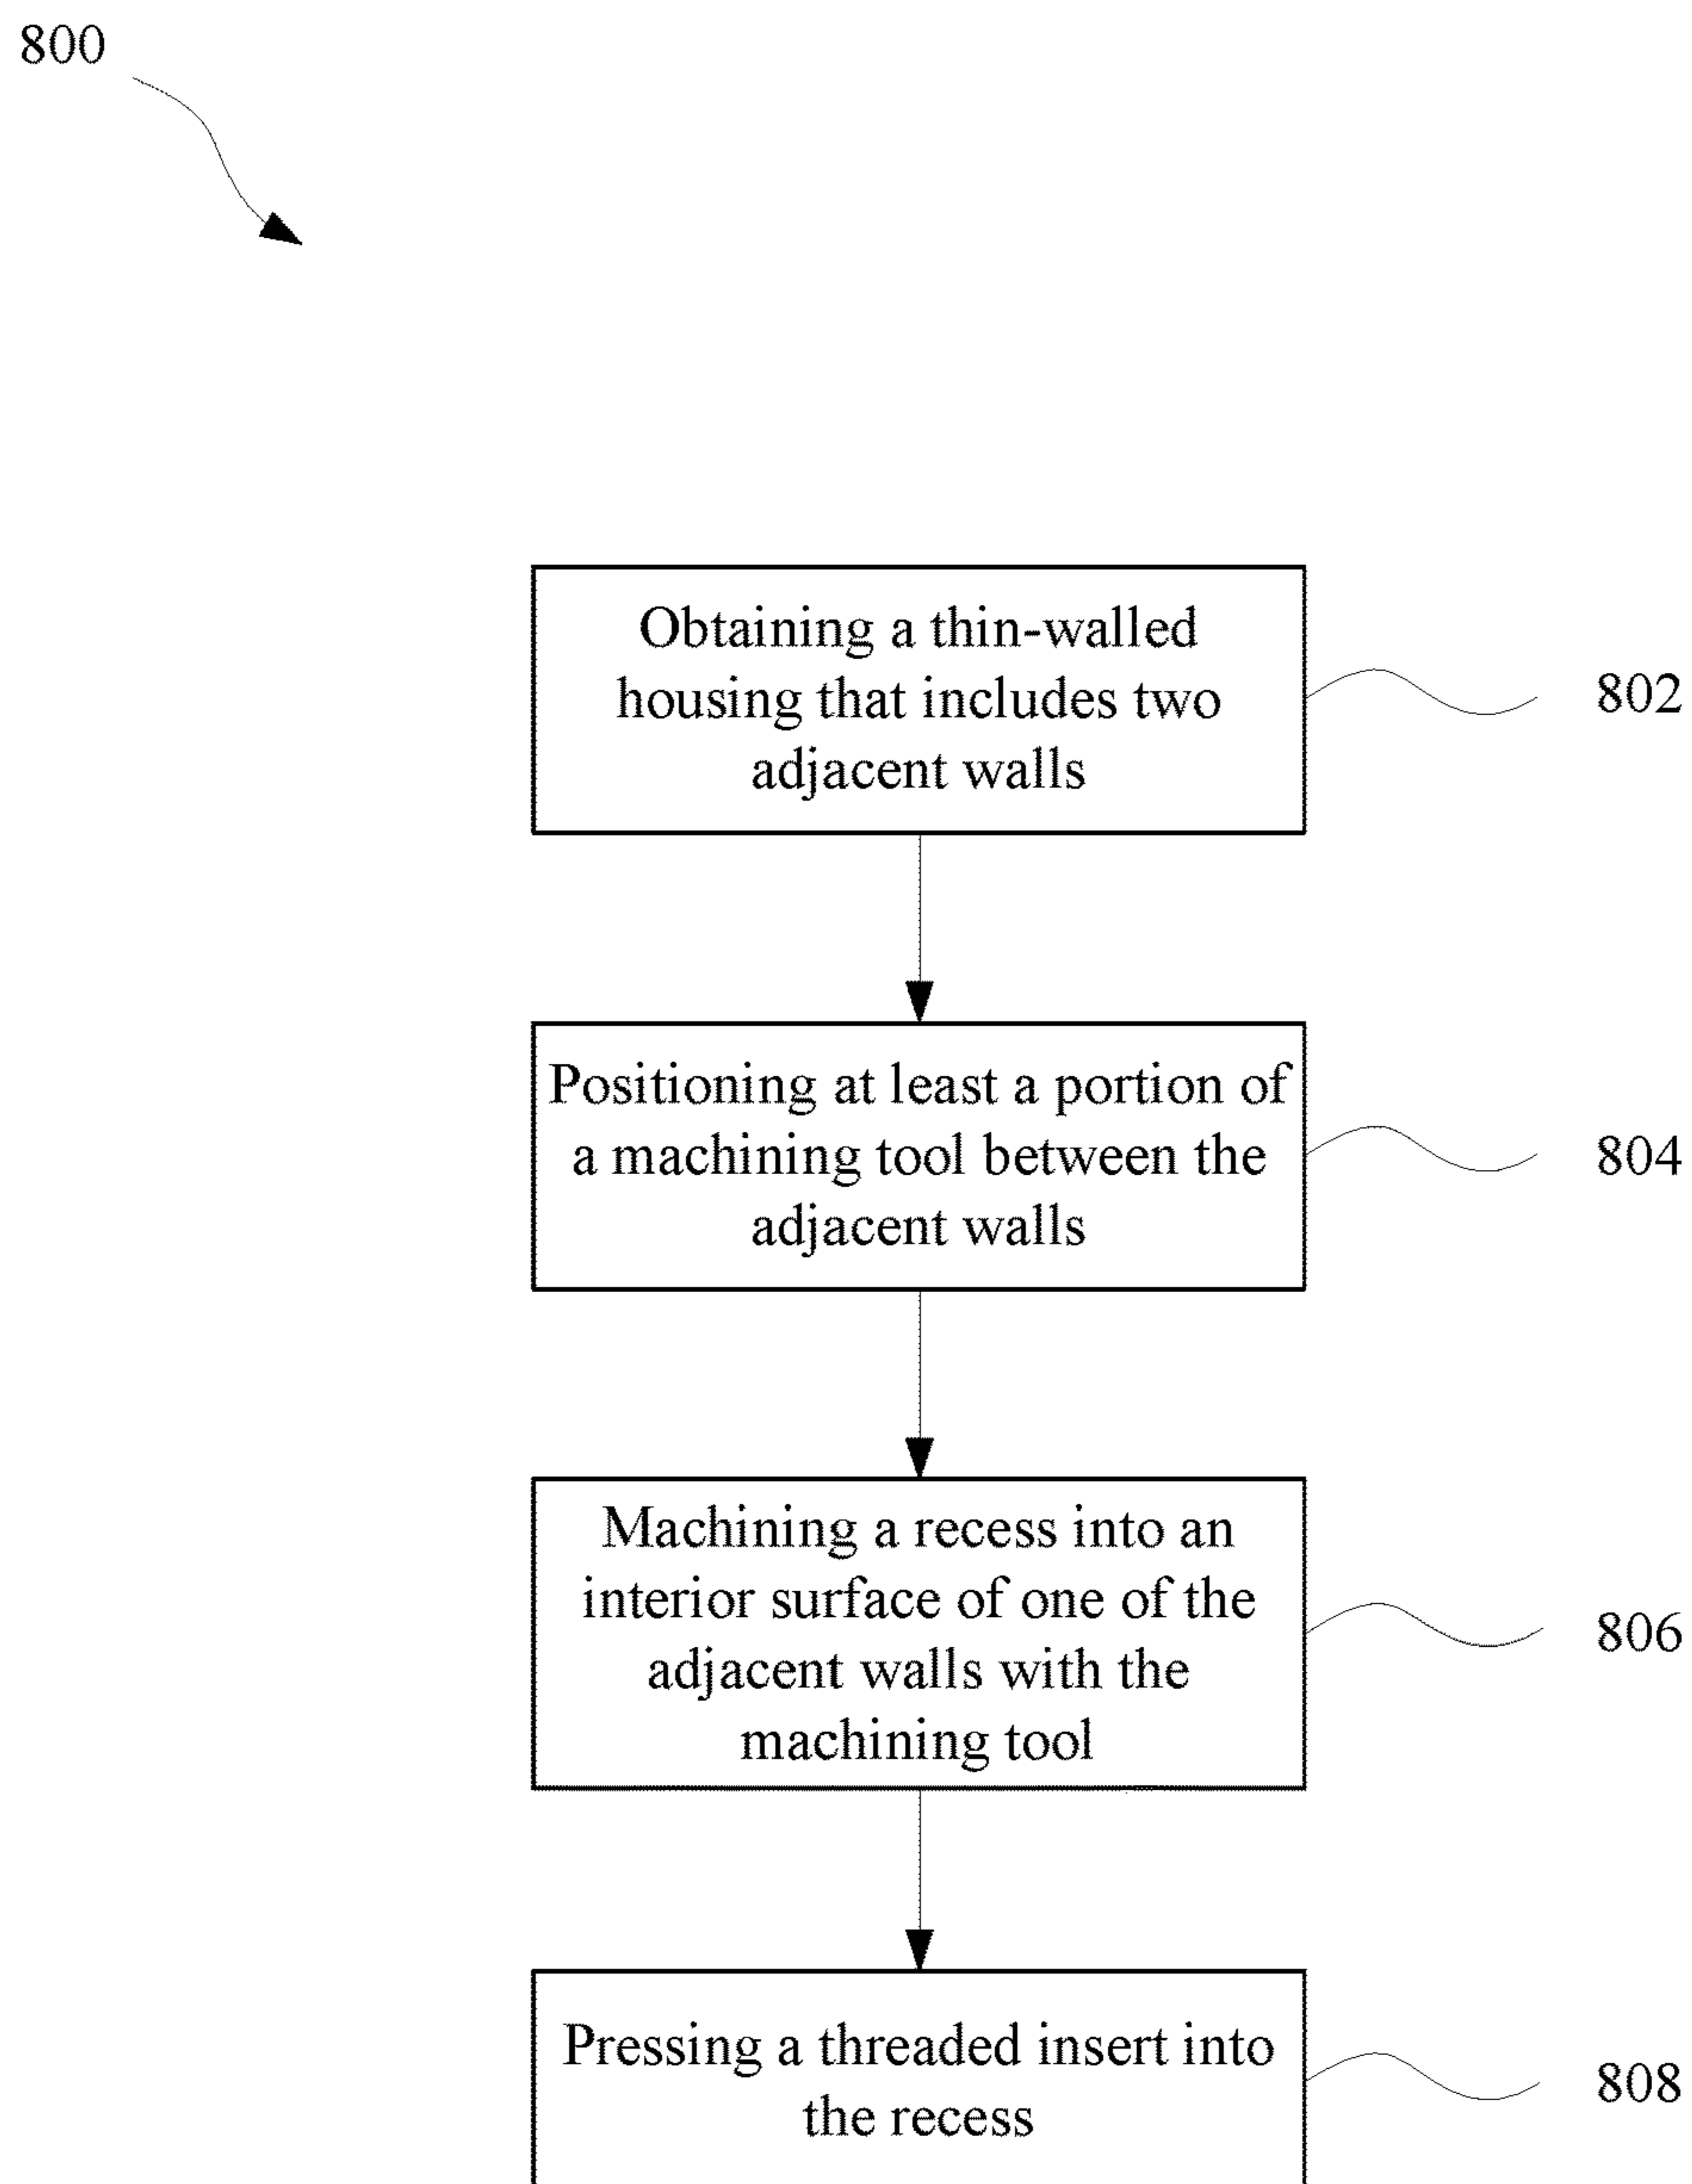 800
Obtaining a thin-walled
housing that includes two
adjacent walls
802
Positioning at least a portion of
a machining tool between the
adjacent walls
804
Machining a recess into an
interior surface of one of the
adjacent walls with the
machining tool
806
Pressing a threaded insert into
the recess
808